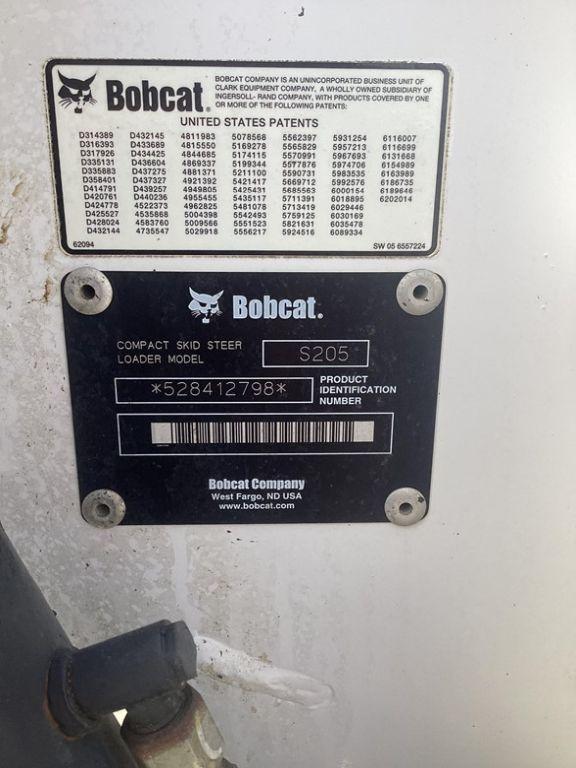 Bobcat.
BOBCAT COMPANY IS AN UNINCORPORATED BUSINESS UNIT OF
CLARK EQUIPMENT COMPANY, A WHOLLY OWNED SUBSIDIARY OF
INGERSOLL- RAND COMPANY, WITH PRODUCTS COVERED BY ONE
OR MORE OF THE FOLLOWING PATENTS:
UNITED STATES PATENTS
D314389 D432145 4811983 5078568 5562397 5931254 6116007
D316393 D433689 4815550 5169278 5565829 5957213 6116699
D317926 D434425 4844685 5174115 5570991 5967693 6131668
D335131 D436604 4869337 5199344 5577876 5974706 6154989
D335883 D437275 4881371 5211100 5590731 5983535 6163989
D358401 D437327 4921392 5421417 5669712 5992576 6186735
D414791 D439257 4949805 5425431 5685563 6000154 6189646
D420761 D440236 4955455 5435117 5711391 6018895 6202014
D424778 4522373 4962825 5481078 5713419 6029446
D425527 4535868 5004398 5542493 5759125 6030169
D428024 4583760 5009566 5551523 5821631 6035478
D432144 4735547 5029918 5556217 5924516 6089334
62094 SW 05 6557224
Bobcat.
COMPACT SKID STEER
LOADER MODEL S205
*528412798* PRODUCT
IDENTIFICATION
NUMBER
Bobcat Company
West Fargo, ND USA
www.bobcat.com